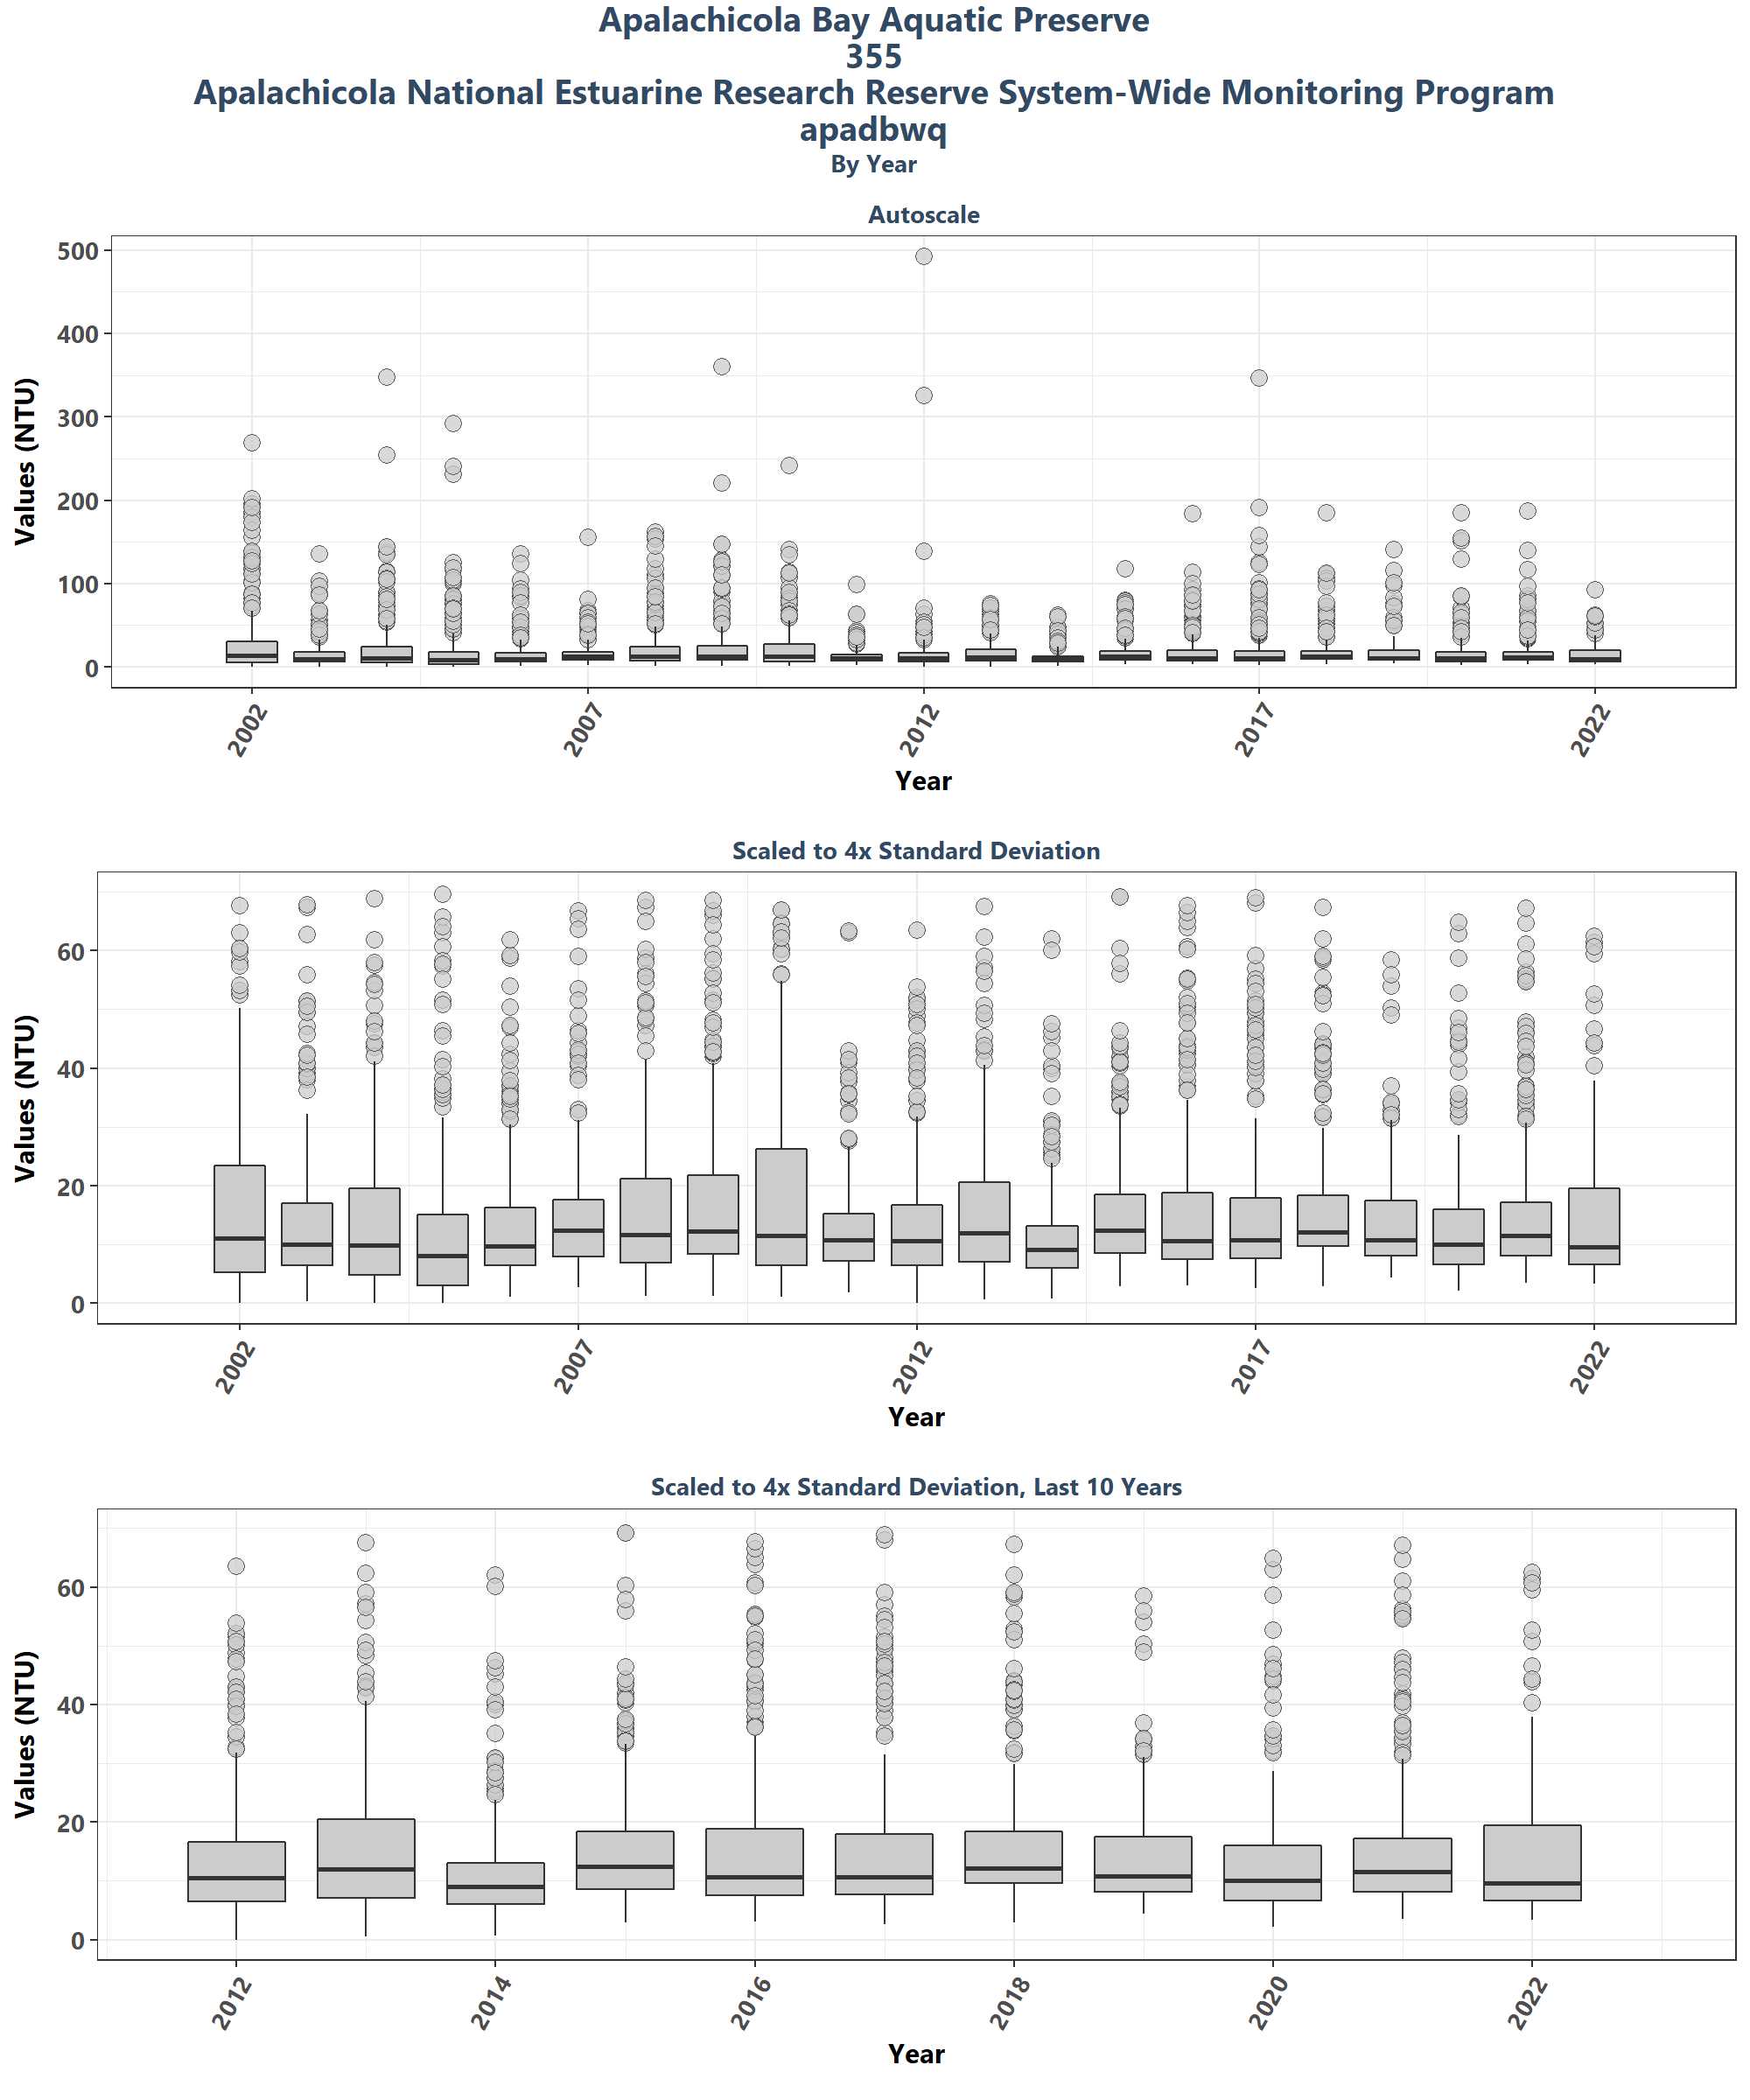 Apalachicola Bay Aquatic Preserve
355
Apalachicola National Estuarine Research Reserve System-Wide Monitoring Program
apadbwq
By Year
Autoscale
Values (NTU)
500
400
300
200
100
0
2002
2007
2012
2017
2022
Year
Scaled to 4x Standard Deviation
Values (NTU)
60
40
20
0
2002
2007
2012
2017
2022
Year
Scaled to 4x Standard Deviation, Last 10 Years
Values (NTU)
60
40
20
0
2012
2014
2016
2018
2020
2022
Year